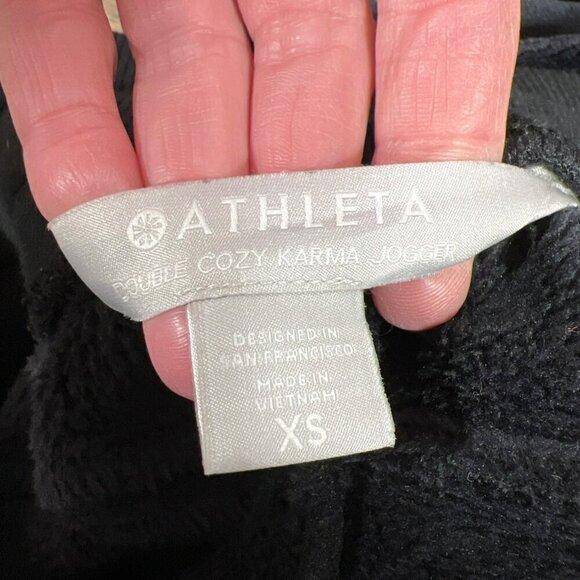 ATHLETA
DOUBLE COZY KARMA JOGGER
DESIGNED IN
SAN FRANCISCO
MADE IN
VIETNAM
XS